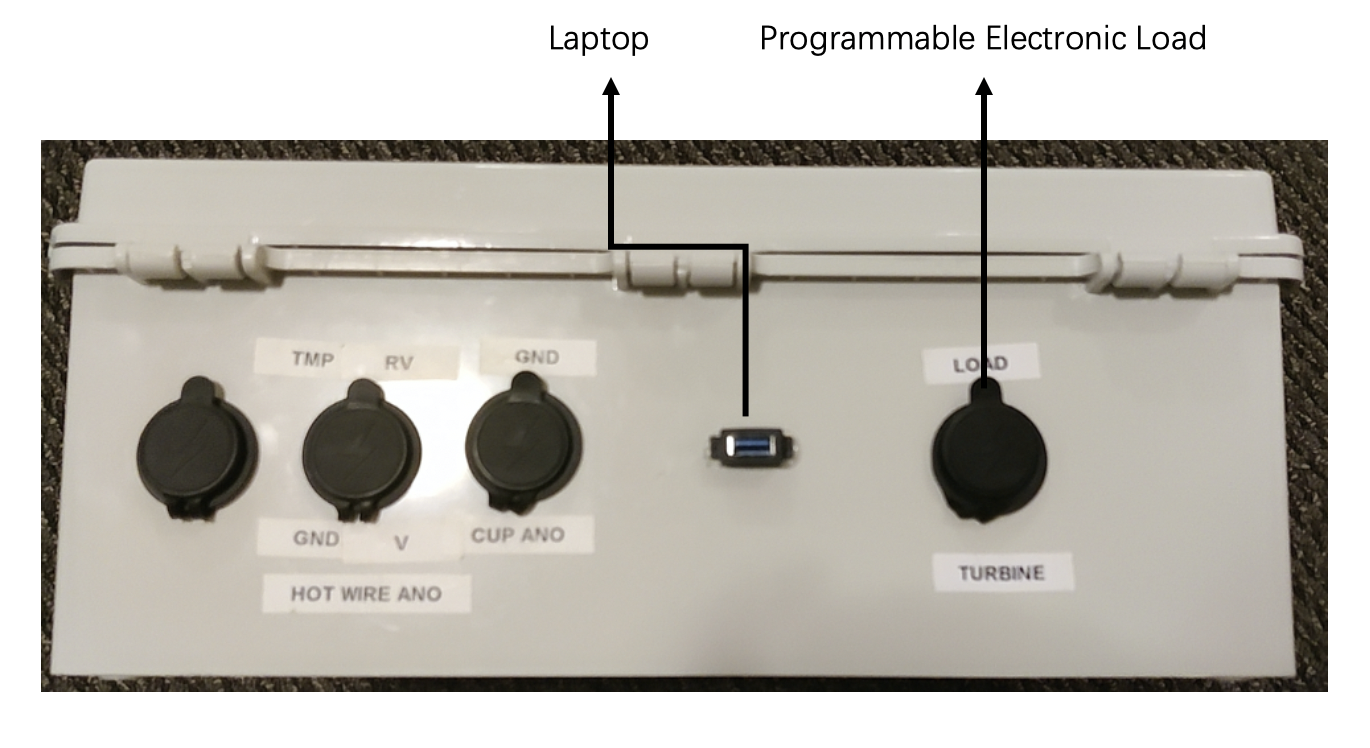 Laptop
Programmable Electronic Load
TMP
RV
GND
LOAD
GND
V
CUP ANO
HOT WIRE ANO
TURBINE